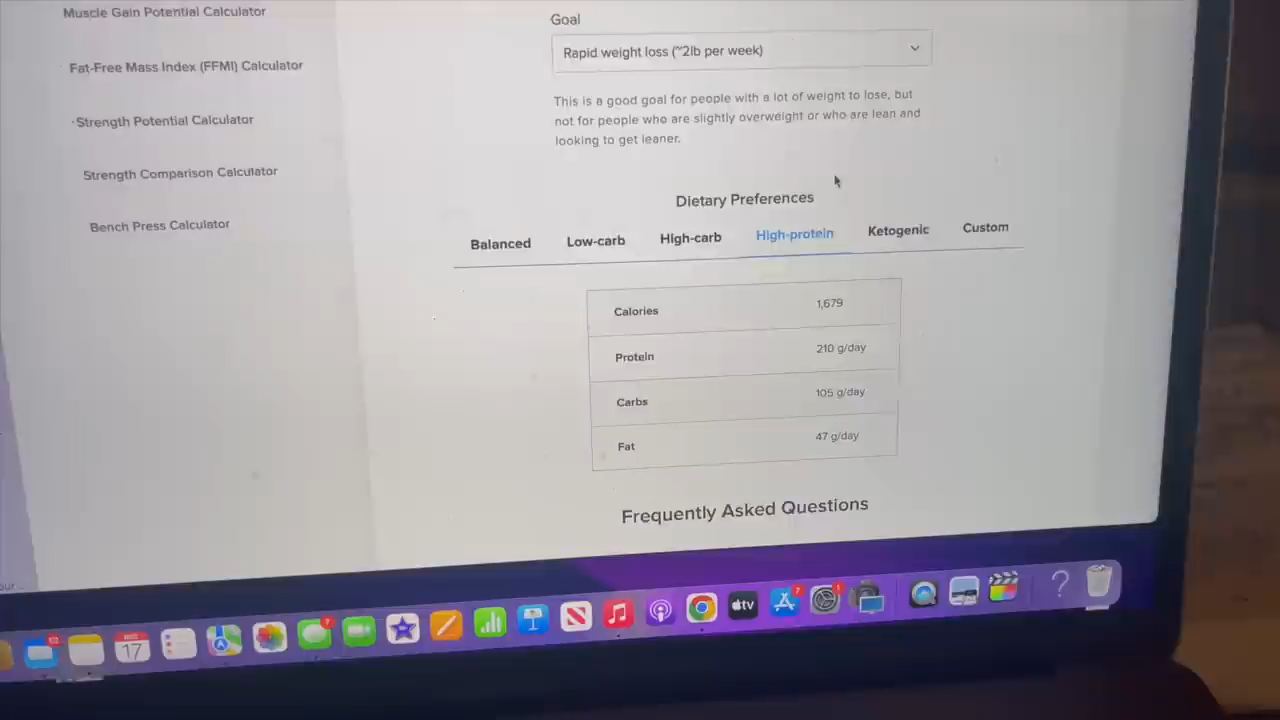 Muscle Gain Potential Calculator
Fat-Free Mass Index (FFMI) Calculator
Strength Potential Calculator
Strength Comparison Calculator
Bench Press Calculator
Goal
Rapid weight loss (~2lb per week)
This is a good goal for people with a lot of weight to lose, but
not for people who are slightly overweight or who are lean and
looking to get leaner.
Dietary Preferences
Balanced Low-carb High-carb High-protein Ketogenic Custom
Calories 1,679
Protein 210 g/day
Carbs 105 g/day
Fat 47 g/day
Frequently Asked Questions
17
tv